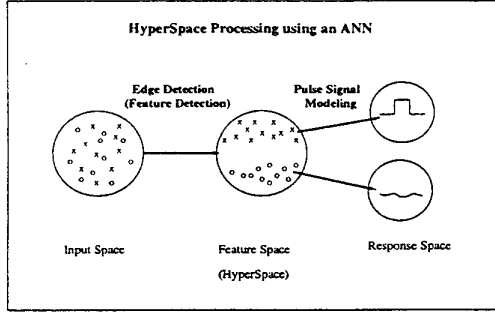 HyperSpace Processing using an ANN
Edge Detection
(Feature Detection)
Pulse Signal
Modeling
Input Space
Feature Space
(HyperSpace)
Response Space